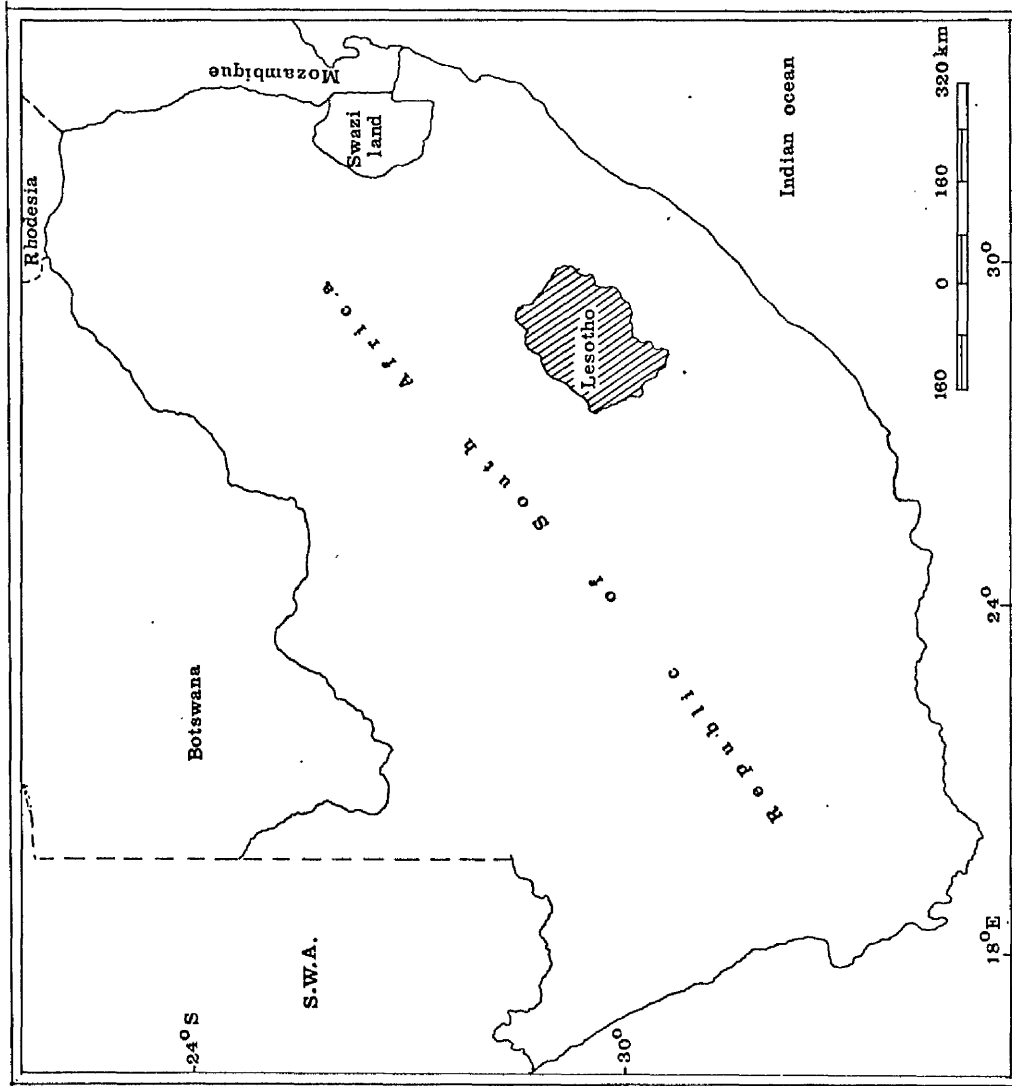 Rhodesia
Mozambique
Swazi
land
Botswana
S.W.A.
Republic of South Africa
Lesotho
Indian ocean
24° S
30°
18° E
24°
30°
160 0 160 320 km